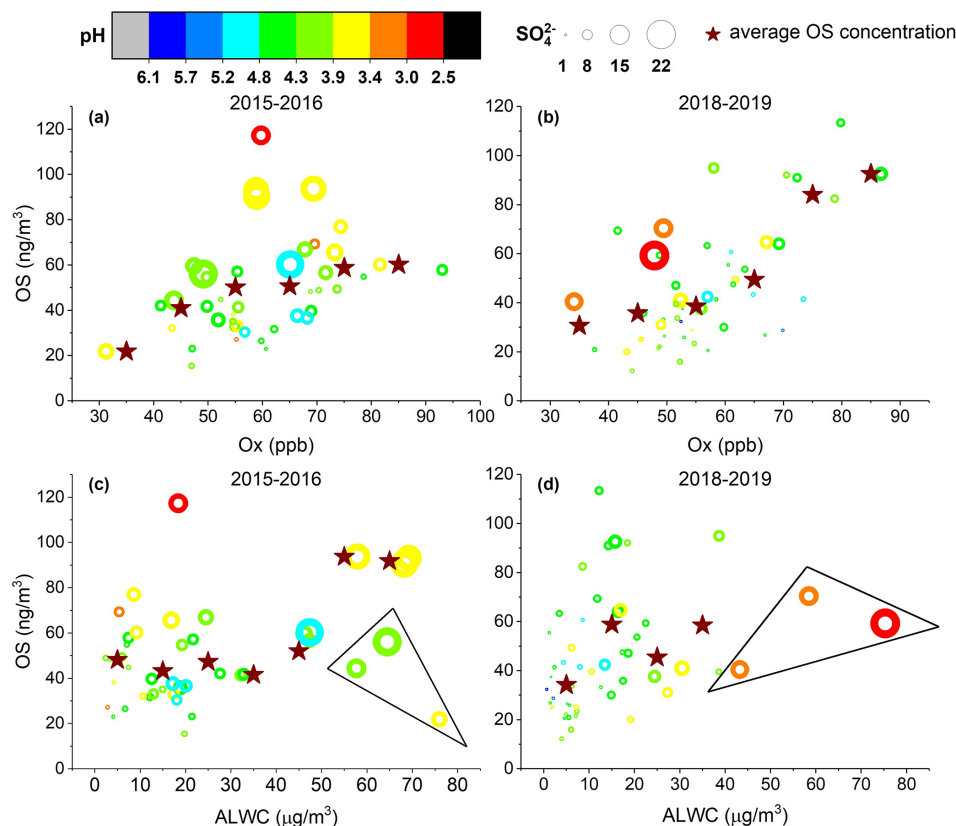 pH
6.1 5.7 5.2 4.8 4.3 3.9 3.4 3.0 2.5
SO₄²⁻
1 8 15 22
average OS concentration
(a) 2015-2016
OS (ng/m³)
120
100
80
60
40
20
0
30 40 50 60 70 80 90 100
Ox (ppb)
(b) 2018-2019
120
100
80
60
40
20
0
30 40 50 60 70 80 90
Ox (ppb)
(c) 2015-2016
OS (ng/m³)
120
100
80
60
40
20
0
0 10 20 30 40 50 60 70 80
ALWC (μg/m³)
(d) 2018-2019
120
100
80
60
40
20
0
0 10 20 30 40 50 60 70 80
ALWC (μg/m³)